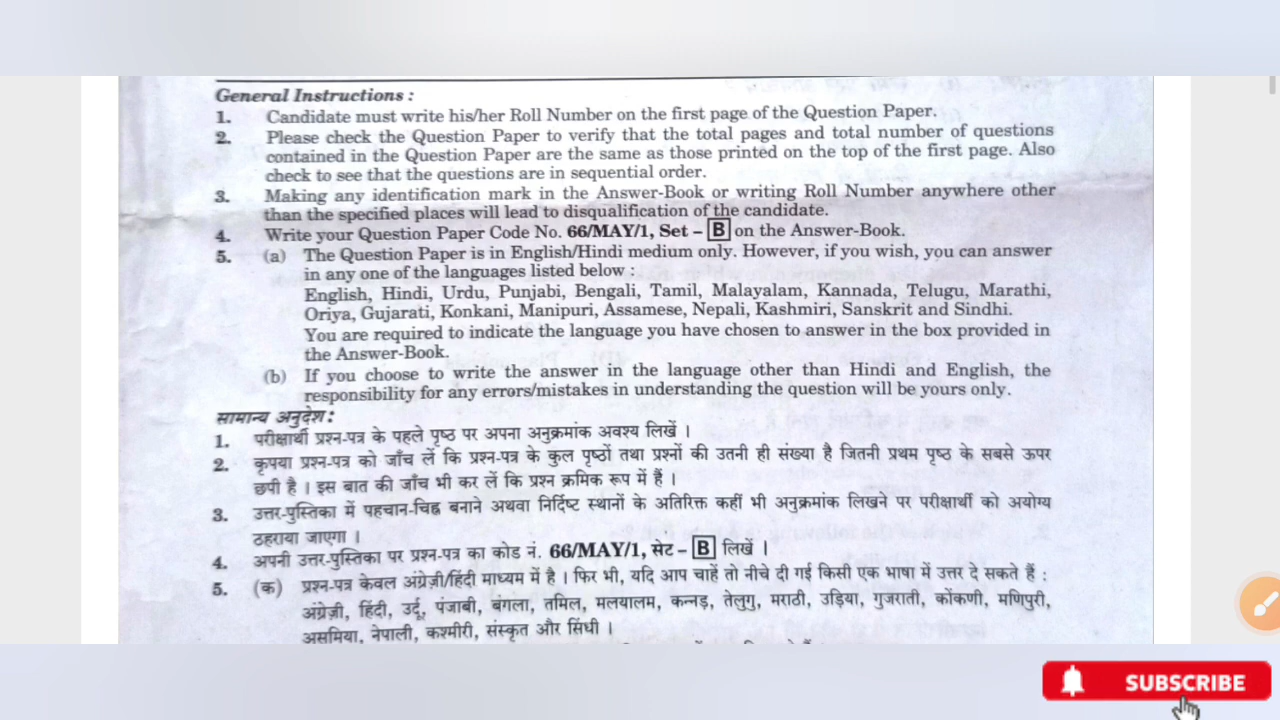 General Instructions :
1. Candidate must write his/her Roll Number on the first page of the Question Paper.
2. Please check the Question Paper to verify that the total pages and total number of questions
contained in the Question Paper are the same as those printed on the top of the first page. Also
check to see that the questions are in sequential order.
3. Making any identification mark in the Answer-Book or writing Roll Number anywhere other
than the specified places will lead to disqualification of the candidate.
4. Write your Question Paper Code No. 66/MAY/1, Set – B on the Answer-Book.
5. (a) The Question Paper is in English/Hindi medium only. However, if you wish, you can answer
in any one of the languages listed below :
English, Hindi, Urdu, Punjabi, Bengali, Tamil, Malayalam, Kannada, Telugu, Marathi,
Oriya, Gujarati, Konkani, Manipuri, Assamese, Nepali, Kashmiri, Sanskrit and Sindhi.
You are required to indicate the language you have chosen to answer in the box provided in
the Answer-Book.
(b) If you choose to write the answer in the language other than Hindi and English, the
responsibility for any errors/mistakes in understanding the question will be yours only.
सामान्य अनुदेश :
1. परीक्षार्थी प्रश्न-पत्र के पहले पृष्ठ पर अपना अनुक्रमांक अवश्य लिखें ।
2. कृपया प्रश्न-पत्र को जाँच लें कि प्रश्न-पत्र के कुल पृष्ठों तथा प्रश्नों की उतनी ही संख्या है जितनी प्रथम पृष्ठ के सबसे ऊपर
छपी है । इस बात की जाँच भी कर लें कि प्रश्न क्रमिक रूप में हैं ।
3. उत्तर-पुस्तिका में पहचान-चिह्न बनाने अथवा निर्दिष्ट स्थानों के अतिरिक्त कहीं भी अनुक्रमांक लिखने पर परीक्षार्थी को अयोग्य
ठहराया जाएगा ।
4. अपनी उत्तर-पुस्तिका पर प्रश्न-पत्र का कोड नं. 66/MAY/1, सेट – B लिखें ।
5. (क) प्रश्न-पत्र केवल अंग्रेज़ी/हिंदी माध्यम में है । फिर भी, यदि आप चाहें तो नीचे दी गई किसी एक भाषा में उत्तर दे सकते हैं :
अंग्रेज़ी, हिंदी, उर्दू, पंजाबी, बंगला, तमिल, मलयालम, कन्नड़, तेलुगु, मराठी, उड़िया, गुजराती, कोंकणी, मणिपुरी,
असमिया, नेपाली, कश्मीरी, संस्कृत और सिंधी ।
SUBSCRIBE